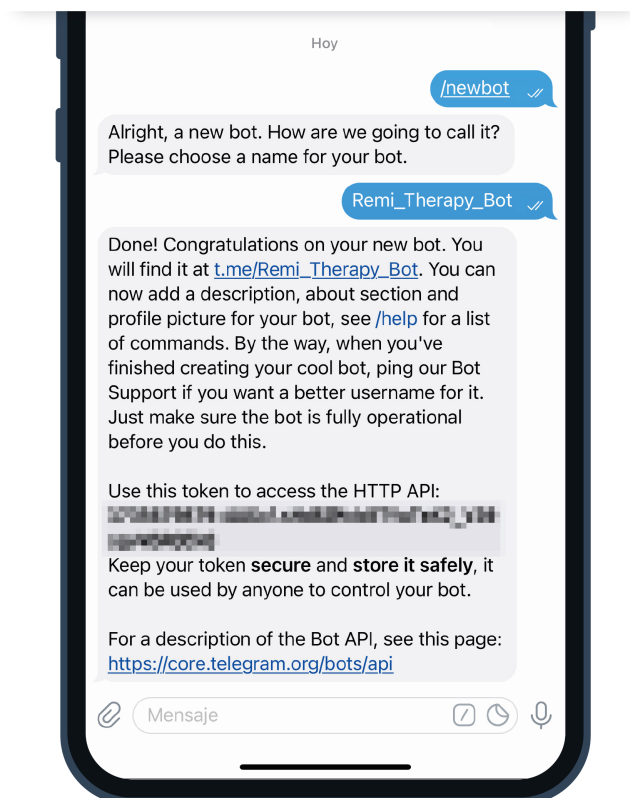 Hoy
/newbot
Alright, a new bot. How are we going to call it?
Please choose a name for your bot.
Remi_Therapy_Bot
Done! Congratulations on your new bot. You
will find it at t.me/Remi_Therapy_Bot. You can
now add a description, about section and
profile picture for your bot, see /help for a list
of commands. By the way, when you've
finished creating your cool bot, ping our Bot
Support if you want a better username for it.
Just make sure the bot is fully operational
before you do this.
Use this token to access the HTTP API:
Keep your token secure and store it safely, it
can be used by anyone to control your bot.
For a description of the Bot API, see this page:
https://core.telegram.org/bots/api
Mensaje